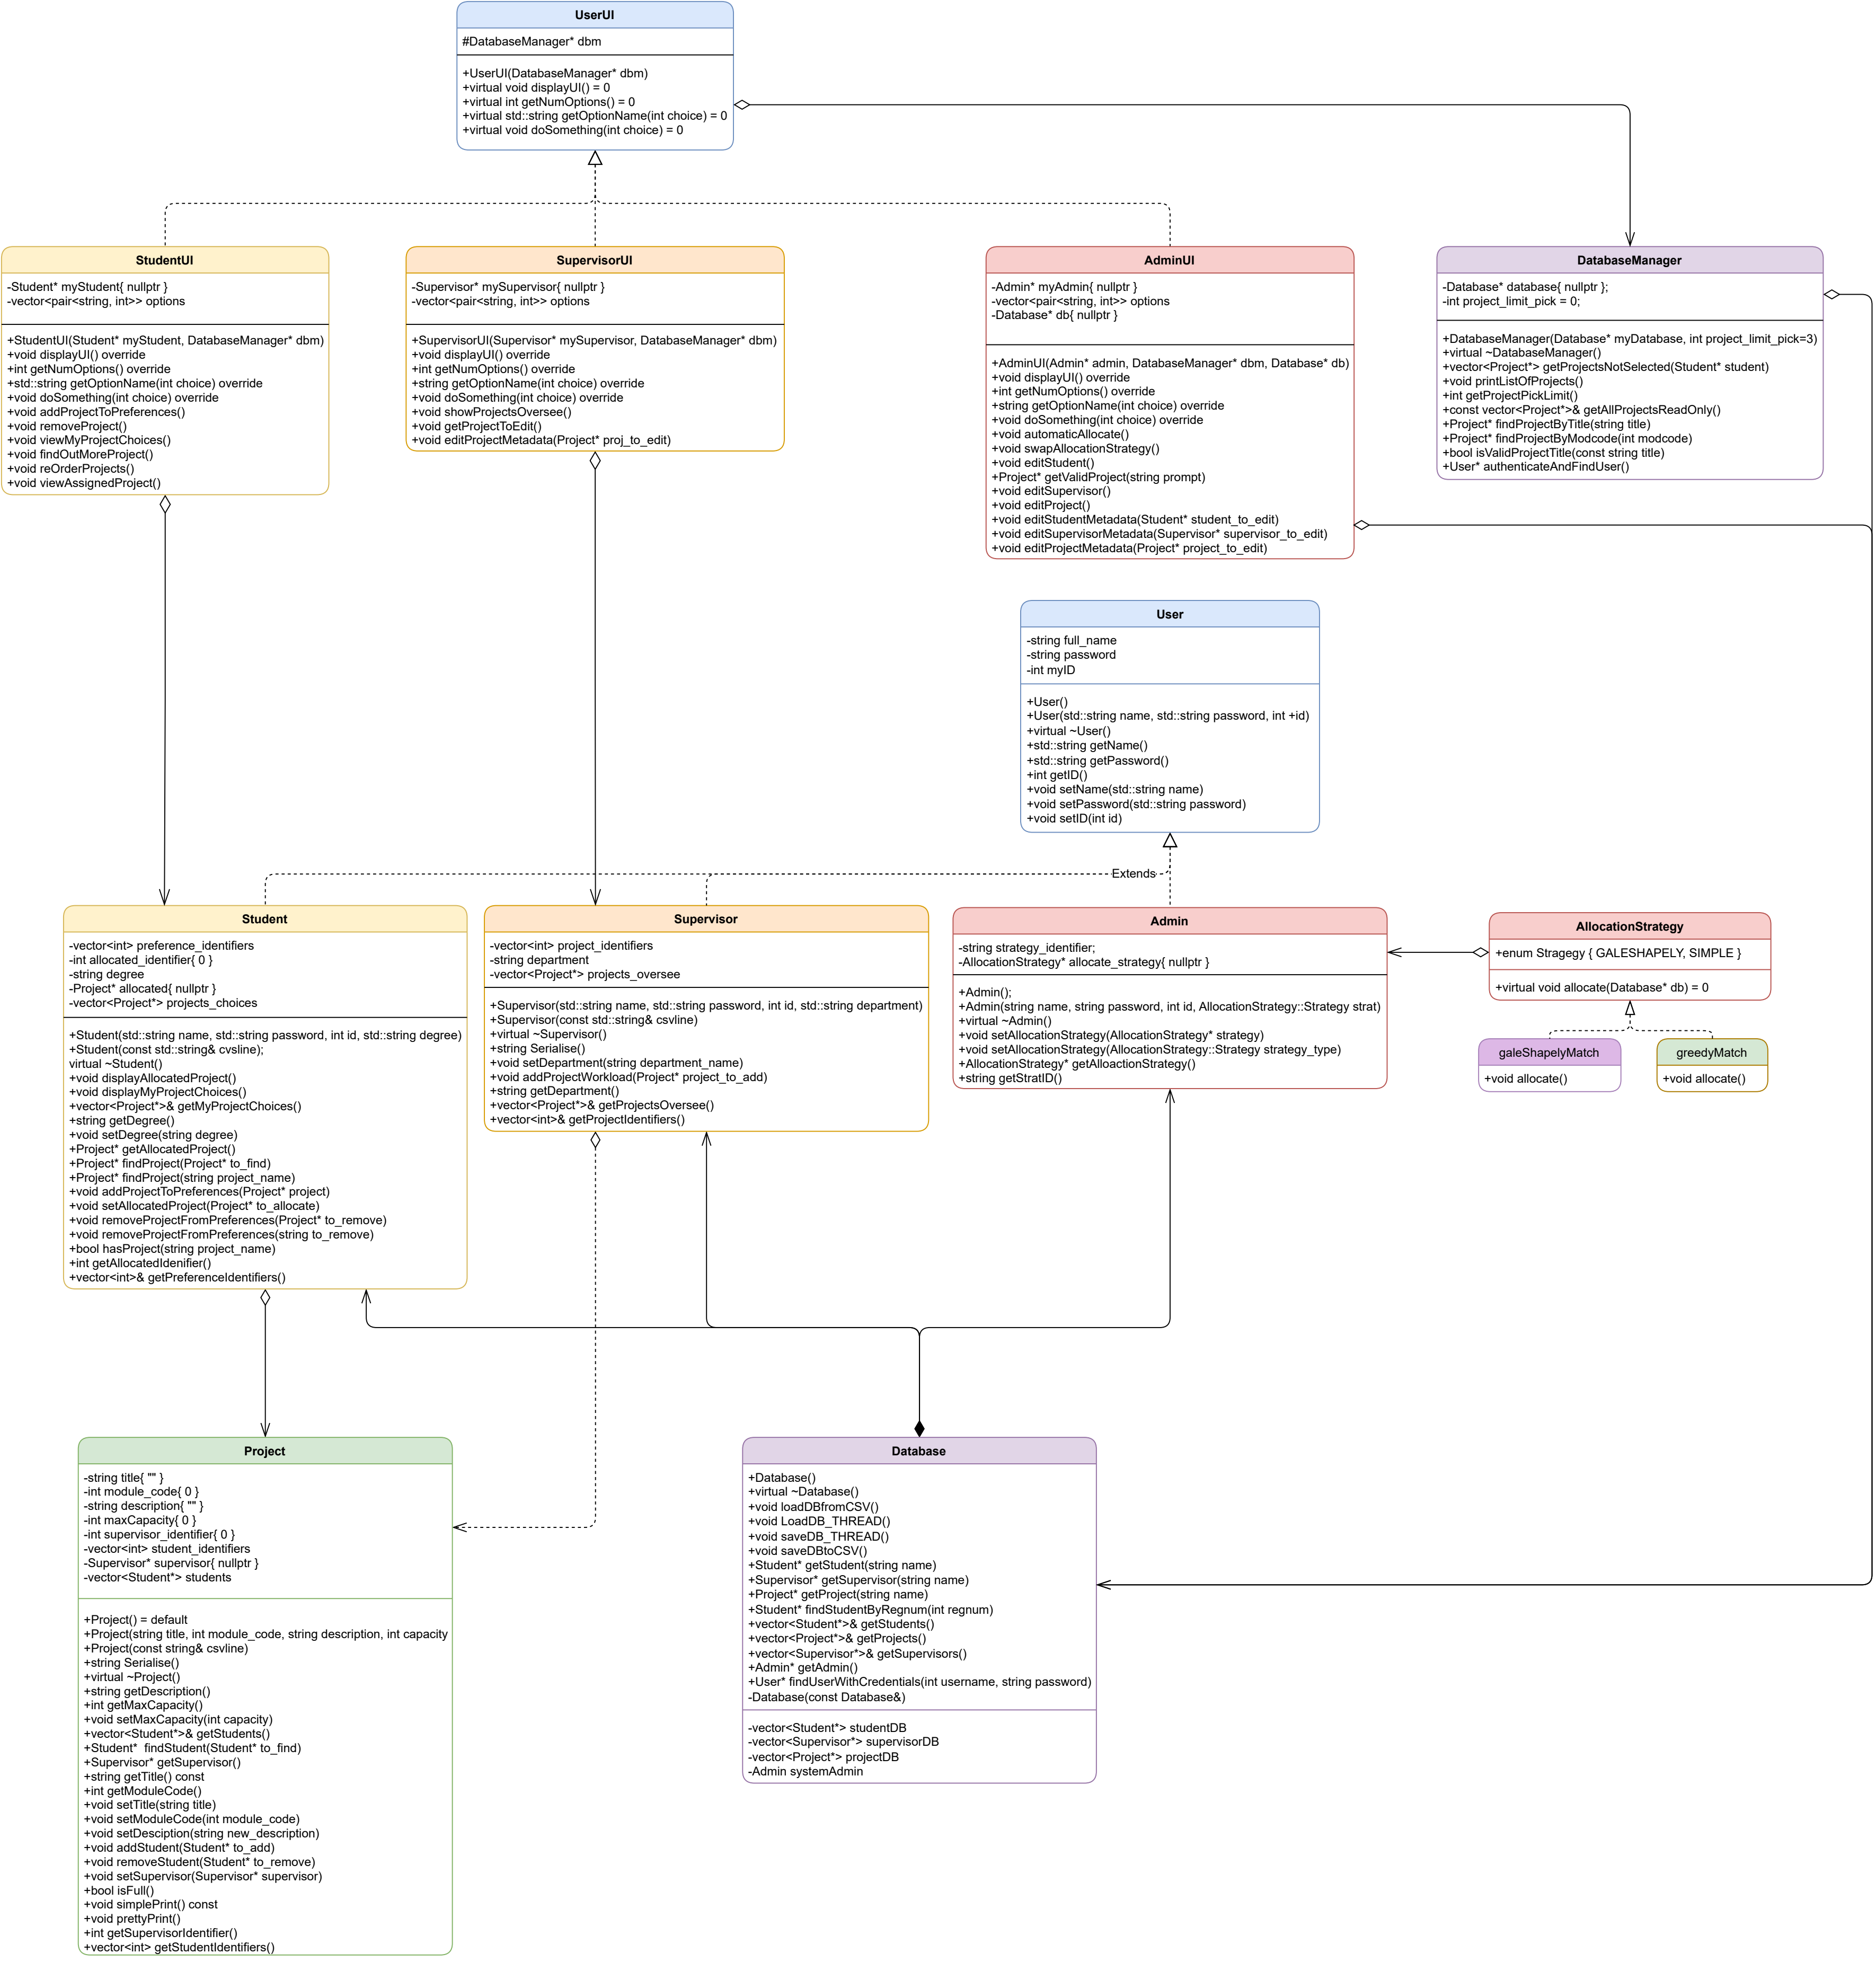 UserUI
#DatabaseManager* dbm
+UserUI(DatabaseManager* dbm)
+virtual void displayUI() = 0
+virtual int getNumOptions() = 0
+virtual std::string getOptionName(int choice) = 0
+virtual void doSomething(int choice) = 0
StudentUI
-Student* myStudent{ nullptr }
-vector<pair<string, int>> options
+StudentUI(Student* myStudent, DatabaseManager* dbm)
+void displayUI() override
+int getNumOptions() override
+std::string getOptionName(int choice) override
+void doSomething(int choice) override
+void addProjectToPreferences()
+void removeProject()
+void viewMyProjectChoices()
+void findOutMoreProject()
+void reOrderProjects()
+void viewAssignedProject()
SupervisorUI
-Supervisor* mySupervisor{ nullptr }
-vector<pair<string, int>> options
+SupervisorUI(Supervisor* mySupervisor, DatabaseManager* dbm)
+void displayUI() override
+int getNumOptions() override
+string getOptionName(int choice) override
+void doSomething(int choice) override
+void showProjectsOversee()
+void getProjectToEdit()
+void editProjectMetadata(Project* proj_to_edit)
AdminUI
-Admin* myAdmin{ nullptr }
-vector<pair<string, int>> options
-Database* db{ nullptr }
+AdminUI(Admin* admin, DatabaseManager* dbm, Database* db)
+void displayUI() override
+int getNumOptions() override
+string getOptionName(int choice) override
+void doSomething(int choice) override
+void automaticAllocate()
+void swapAllocationStrategy()
+void editStudent()
+Project* getValidProject(string prompt)
+void editSupervisor()
+void editProject()
+void editStudentMetadata(Student* student_to_edit)
+void editSupervisorMetadata(Supervisor* supervisor_to_edit)
+void editProjectMetadata(Project* project_to_edit)
DatabaseManager
-Database* database{ nullptr };
-int project_limit_pick = 0;
+DatabaseManager(Database* myDatabase, int project_limit_pick=3)
+virtual ~DatabaseManager()
+vector<Project*> getProjectsNotSelected(Student* student)
+void printListOfProjects()
+int getProjectPickLimit()
+const vector<Project*>& getAllProjectsReadOnly()
+Project* findProjectByTitle(string title)
+Project* findProjectByModcode(int modcode)
+bool isValidProjectTitle(const string title)
+User* authenticateAndFindUser()
User
-string full_name
-string password
-int myID
+User()
+User(std::string name, std::string password, int +id)
+virtual ~User()
+std::string getName()
+std::string getPassword()
+int getID()
+void setName(std::string name)
+void setPassword(std::string password)
+void setID(int id)
Extends
Student
-vector<int> preference_identifiers
-int allocated_identifier{ 0 }
-string degree
-Project* allocated{ nullptr }
-vector<Project*> projects_choices
+Student(std::string name, std::string password, int id, std::string degree)
+Student(const std::string& cvsline);
virtual ~Student()
+void displayAllocatedProject()
+void displayMyProjectChoices()
+vector<Project*>& getMyProjectChoices()
+string getDegree()
+void setDegree(string degree)
+Project* getAllocatedProject()
+Project* findProject(Project* to_find)
+Project* findProject(string project_name)
+void addProjectToPreferences(Project* project)
+void setAllocatedProject(Project* to_allocate)
+void removeProjectFromPreferences(Project* to_remove)
+void removeProjectFromPreferences(string to_remove)
+bool hasProject(string project_name)
+int getAllocatedIdenifier()
+vector<int>& getPreferenceIdentifiers()
Supervisor
-vector<int> project_identifiers
-string department
-vector<Project*> projects_oversee
+Supervisor(std::string name, std::string password, int id, std::string department)
+Supervisor(const std::string& csvline)
+virtual ~Supervisor()
+string Serialise()
+void setDepartment(string department_name)
+void addProjectWorkload(Project* project_to_add)
+string getDepartment()
+vector<Project*>& getProjectsOversee()
+vector<int>& getProjectIdentifiers()
Admin
-string strategy_identifier;
-AllocationStrategy* allocate_strategy{ nullptr }
+Admin();
+Admin(string name, string password, int id, AllocationStrategy::Strategy strat)
+virtual ~Admin()
+void setAllocationStrategy(AllocationStrategy* strategy)
+void setAllocationStrategy(AllocationStrategy::Strategy strategy_type)
+AllocationStrategy* getAlloactionStrategy()
+string getStratID()
AllocationStrategy
+enum Stragegy { GALESHAPELY, SIMPLE }
+virtual void allocate(Database* db) = 0
galeShapelyMatch
+void allocate()
greedyMatch
+void allocate()
Project
-string title{ "" }
-int module_code{ 0 }
-string description{ "" }
-int maxCapacity{ 0 }
-int supervisor_identifier{ 0 }
-vector<int> student_identifiers
-Supervisor* supervisor{ nullptr }
-vector<Student*> students
+Project() = default
+Project(string title, int module_code, string description, int capacity
+Project(const string& csvline)
+string Serialise()
+virtual ~Project()
+string getDescription()
+int getMaxCapacity()
+void setMaxCapacity(int capacity)
+vector<Student*>& getStudents()
+Student*  findStudent(Student* to_find)
+Supervisor* getSupervisor()
+string getTitle() const
+int getModuleCode()
+void setTitle(string title)
+void setModuleCode(int module_code)
+void setDesciption(string new_description)
+void addStudent(Student* to_add)
+void removeStudent(Student* to_remove)
+void setSupervisor(Supervisor* supervisor)
+bool isFull()
+void simplePrint() const
+void prettyPrint()
+int getSupervisorIdentifier()
+vector<int> getStudentIdentifiers()
Database
+Database()
+virtual ~Database()
+void loadDBfromCSV()
+void LoadDB_THREAD()
+void saveDB_THREAD()
+void saveDBtoCSV()
+Student* getStudent(string name)
+Supervisor* getSupervisor(string name)
+Project* getProject(string name)
+Student* findStudentByRegnum(int regnum)
+vector<Student*>& getStudents()
+vector<Project*>& getProjects()
+vector<Supervisor*>& getSupervisors()
+Admin* getAdmin()
+User* findUserWithCredentials(int username, string password)
-Database(const Database&)
-vector<Student*> studentDB
-vector<Supervisor*> supervisorDB
-vector<Project*> projectDB
-Admin systemAdmin